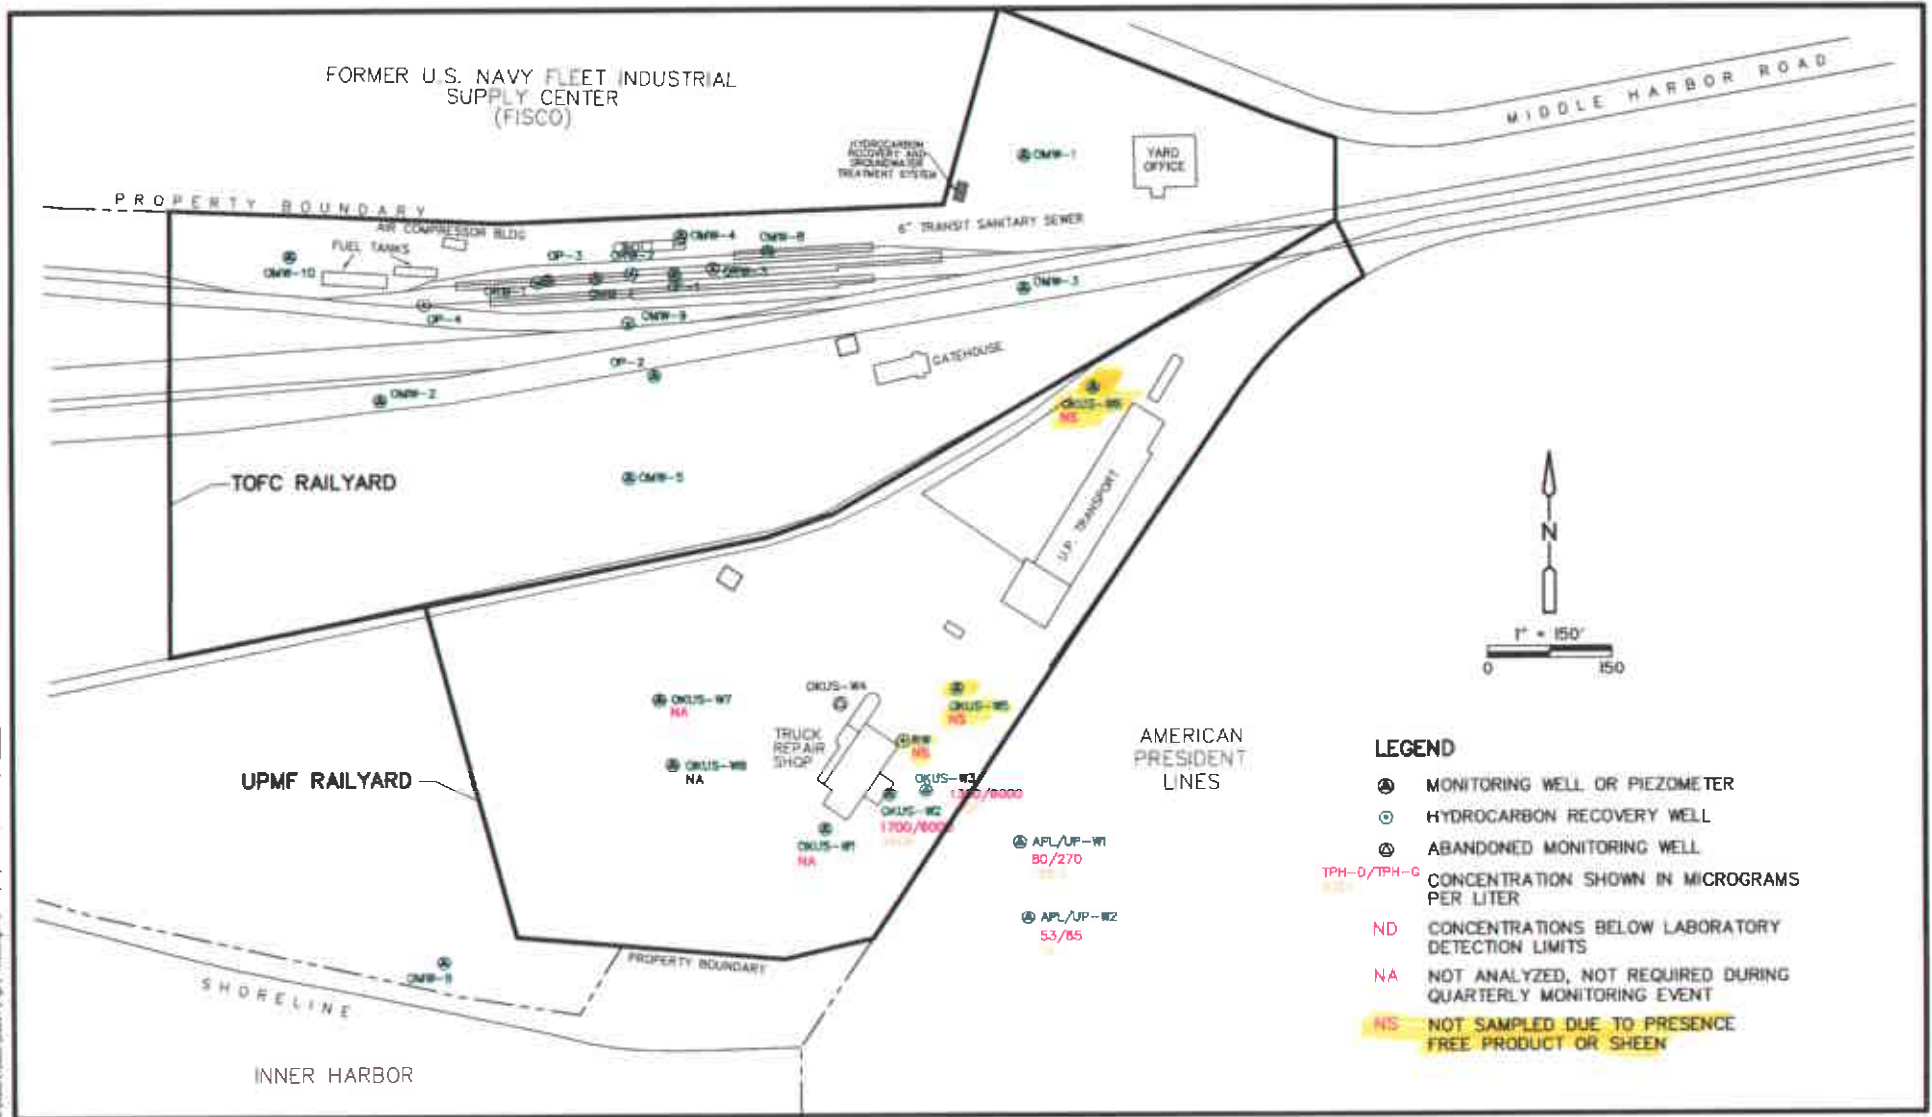 FORMER U.S. NAVY FLEET INDUSTRIAL
SUPPLY CENTER
(FISCO)
MIDDLE HARBOR ROAD
HYDROCARBON
RECOVERY AND
GROUNDWATER
TREATMENT SYSTEM
OMW-1
YARD
OFFICE
PROPERTY BOUNDARY
AIR COMPRESSOR BLDG
6" TRANSIT SANITARY SEWER
FUEL TANKS
OMW-4
OMW-8
OP-3
OMW-10
OP-4
OMW-9
OMW-3
OP-2
GATEHOUSE
OMW-2
OKUS-W6
NS
TOFC RAILYARD
OMW-5
U.P. TRANSPORT
N
1" = 150'
0 150
OKUS-W7
NA
OKUS-W4
OKUS-W5
NS
TRUCK
REPAIR
SHOP
RW
NS
OKUS-W8
NA
UPMF RAILYARD
AMERICAN
PRESIDENT
LINES
OKUS-W3
OKUS-W2
OKUS-W1
NA
APL/UP-W1
80/270
APL/UP-W2
53/85
LEGEND
MONITORING WELL OR PIEZOMETER
HYDROCARBON RECOVERY WELL
ABANDONED MONITORING WELL
TPH-D/TPH-G CONCENTRATION SHOWN IN MICROGRAMS
PER LITER
ND CONCENTRATIONS BELOW LABORATORY
DETECTION LIMITS
NA NOT ANALYZED, NOT REQUIRED DURING
QUARTERLY MONITORING EVENT
NS NOT SAMPLED DUE TO PRESENCE
FREE PRODUCT OR SHEEN
PROPERTY BOUNDARY
SHORELINE
INNER HARBOR